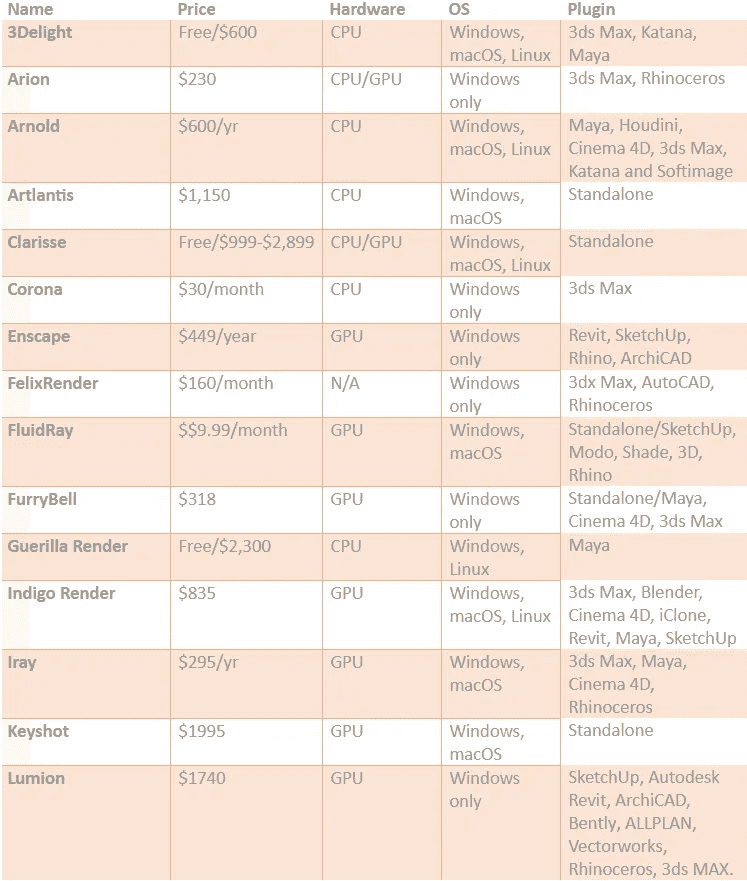 Name Price Hardware OS Plugin
3Delight Free/$600 CPU Windows, 3ds Max, Katana,
macOS, Linux Maya
Arion $230 CPU/GPU Windows 3ds Max, Rhinoceros
only
Arnold $600/yr CPU Windows, Maya, Houdini,
macOS, Linux Cinema 4D, 3ds Max,
Katana and Softimage
Artlantis $1,150 CPU Windows, Standalone
macOS
Clarisse Free/$999-$2,899 CPU/GPU Windows, Standalone
macOS, Linux
Corona $30/month CPU Windows 3ds Max
only
Enscape $449/year GPU Windows Revit, SketchUp,
only Rhino, ArchiCAD
FelixRender $160/month N/A Windows 3dx Max, AutoCAD,
only Rhinoceros
FluidRay $$9.99/month GPU Windows, Standalone/SketchUp,
macOS Modo, Shade, 3D,
Rhino
FurryBell $318 GPU Windows Standalone/Maya,
only Cinema 4D, 3ds Max
Guerilla Render Free/$2,300 CPU Windows, Maya
Linux
Indigo Render $835 GPU Windows, 3ds Max, Blender,
macOS, Linux Cinema 4D, iClone,
Revit, Maya, SketchUp
Iray $295/yr GPU Windows, 3ds Max, Maya,
macOS Cinema 4D,
Rhinoceros
Keyshot $1995 GPU Windows, Standalone
macOS
Lumion $1740 GPU Windows SketchUp, Autodesk
only Revit, ArchiCAD,
Bently, ALLPLAN,
Vectorworks,
Rhinoceros, 3ds MAX.